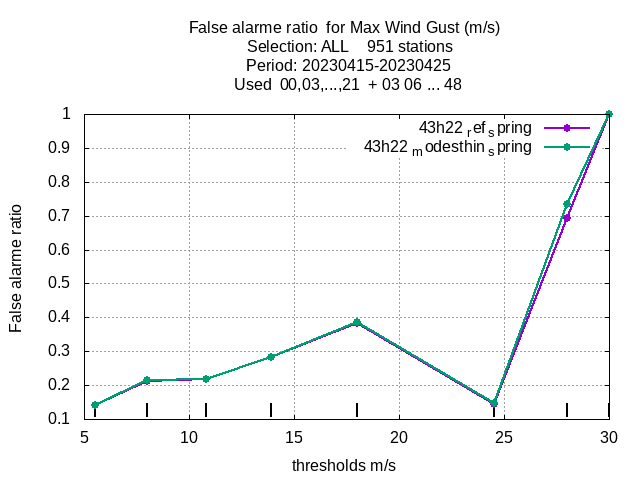 False alarme ratio  for Max Wind Gust (m/s)
Selection: ALL    951 stations
Period: 20230415-20230425
Used  00,03,...,21  + 03 06 ... 48
43h22 ref spring
43h22 modesthin spring
1
0.9
0.8
0.7
0.6
0.5
0.4
0.3
0.2
0.1
False alarme ratio
5 10 15 20 25 30
thresholds m/s